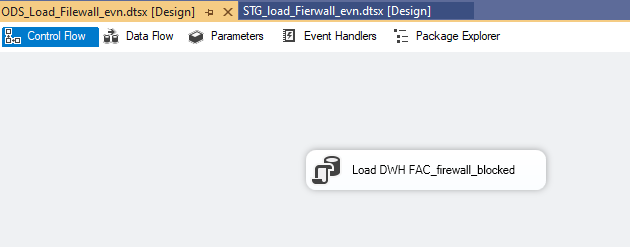 ODS_Load_Filewall_evn.dtsx [Design] STG_load_Fierwall_evn.dtsx [Design]
Control Flow Data Flow Parameters Event Handlers Package Explorer
Load DWH FAC_firewall_blocked